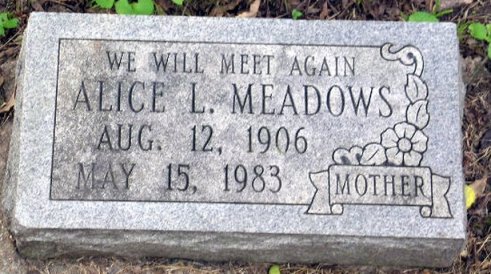 WE WILL MEET AGAIN
ALICE L. MEADOWS
AUG. 12, 1906
MAY 15, 1983
MOTHER